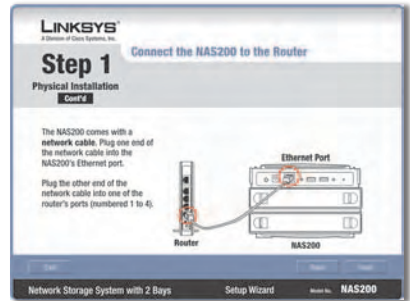 LINKSYS®
A Division of Cisco Systems, Inc.
Connect the NAS200 to the Router
Step 1
Physical Installation
Cont'd
The NAS200 comes with a
network cable. Plug one end of
the network cable into the
NAS200's Ethernet port.
Plug the other end of the
network cable into one of the
router's ports (numbered 1 to 4).
Ethernet Port
Router
NAS200
Exit
Network Storage System with 2 Bays
Setup Wizard
Model No.
NAS200